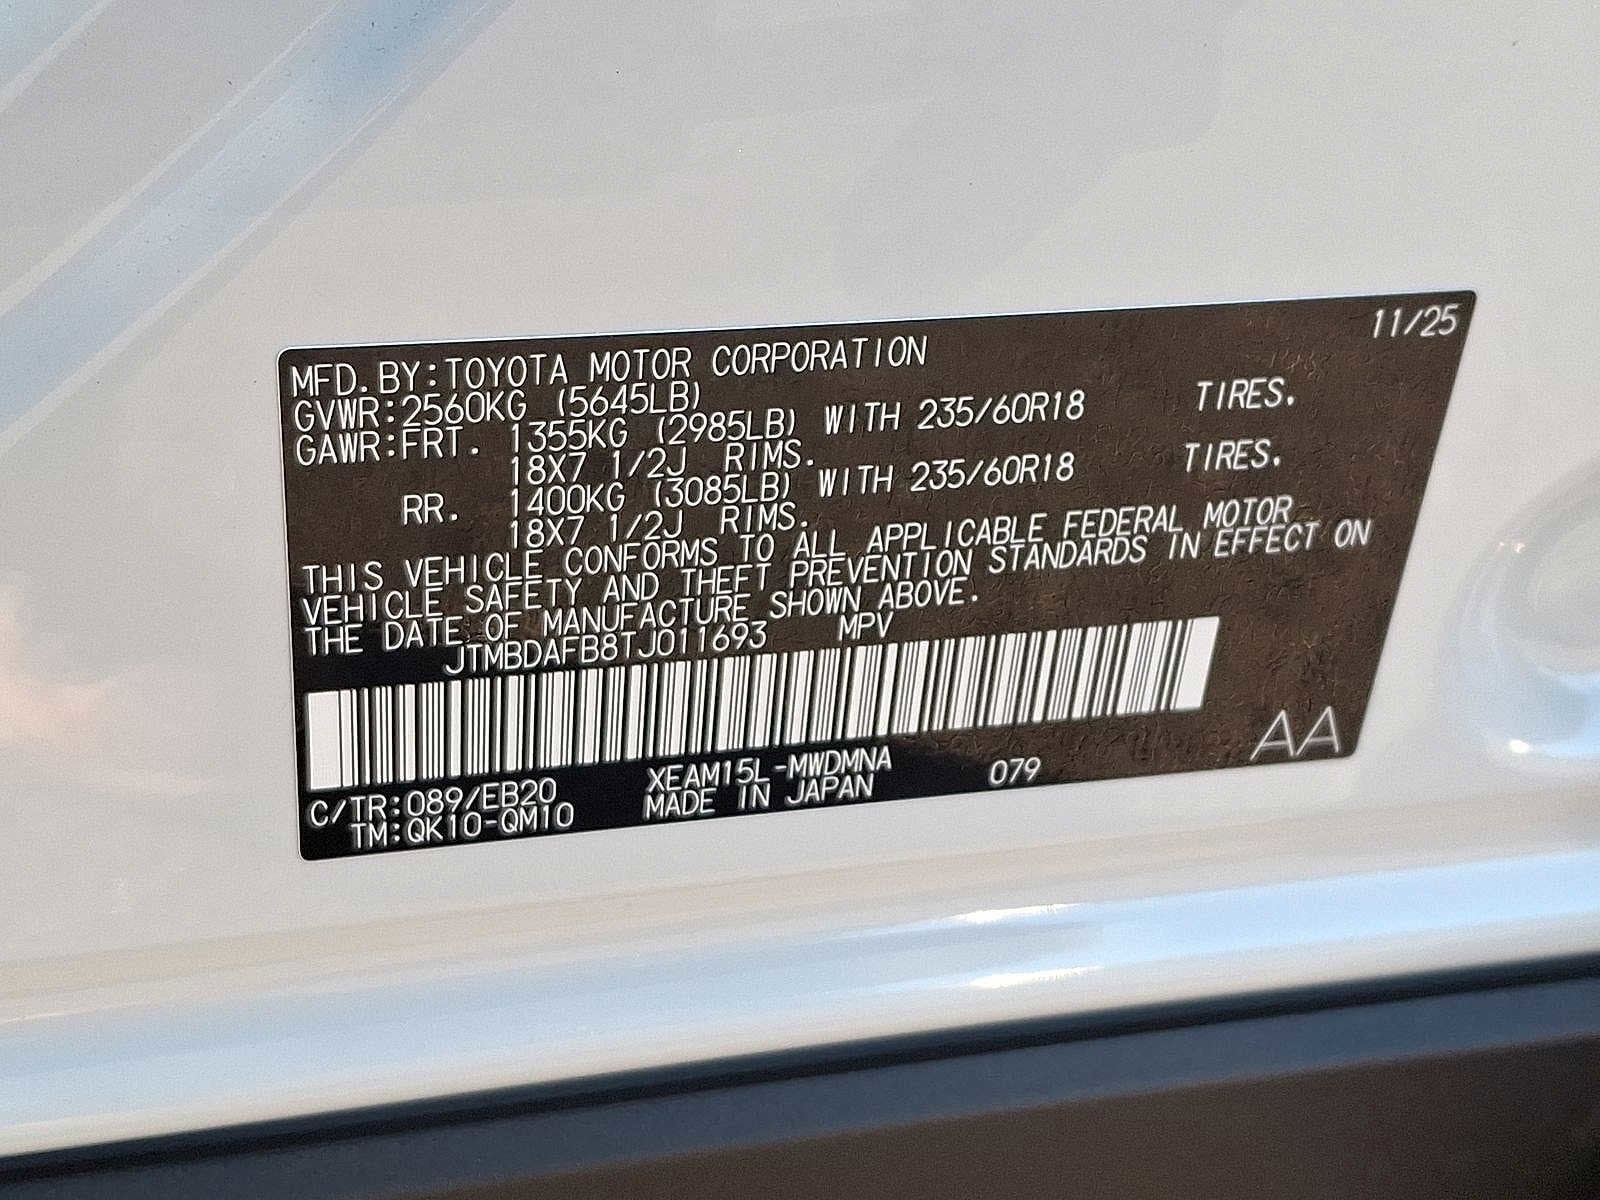 11/25
MFD.BY:TOYOTA MOTOR CORPORATION
GVWR:2560KG (5645LB)
GAWR:FRT. 1355KG (2985LB) WITH 235/60R18 TIRES.
18X7 1/2J RIMS.
RR. 1400KG (3085LB) WITH 235/60R18 TIRES.
18X7 1/2J RIMS.
THIS VEHICLE CONFORMS TO ALL APPLICABLE FEDERAL MOTOR
VEHICLE SAFETY AND THEFT PREVENTION STANDARDS IN EFFECT ON
THE DATE OF MANUFACTURE SHOWN ABOVE.
JTMBDAFB8TJ011693 MPV
AA
C/TR:089/EB20 XEAM15L-MWDMNA 079
TM:QK10-QM10 MADE IN JAPAN